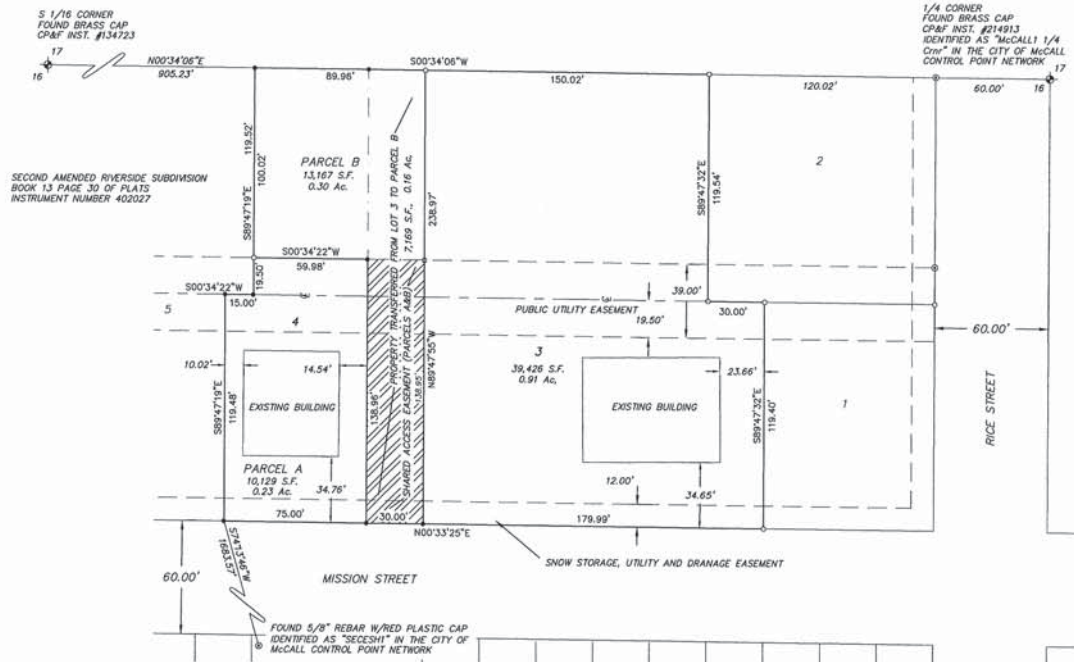 S 1/16 CORNER
FOUND BRASS CAP
CP&F INST. #134723
17
16
N00°34'06"E
905.23'
89.96'
S00°34'06"W
150.02'
120.02'
60.00'
1/4 CORNER
FOUND BRASS CAP
CP&F INST. #214913
IDENTIFIED AS "McCALL1 1/4
Crnr" IN THE CITY OF McCALL
CONTROL POINT NETWORK
17
16
SECOND AMENDED RIVERSIDE SUBDIVISION
BOOK 13 PAGE 30 OF PLATS
INSTRUMENT NUMBER 402027
S89°47'19"E
119.52'
100.02'
PARCEL B
13,167 S.F.
0.30 Ac.
PROPERTY TRANSFERRED FROM LOT 3 TO PARCEL B
7,169 S.F., 0.16 Ac.
238.97'
S89°47'32"E
119.54'
2
S00°34'22"W
59.98'
19.50'
S00°34'22"W
15.00'
5
4
PUBLIC UTILITY EASEMENT
39.00'
19.50'
30.00'
60.00'
RICE STREET
10.02'
14.54'
EXISTING BUILDING
S89°47'19"E
119.48'
138.96'
SHARED ACCESS EASEMENT (PARCELS A&B)
138.95'
N89°47'55"W
3
39,426 S.F.
0.91 Ac,
EXISTING BUILDING
23.66'
S89°47'32"E
119.40'
1
PARCEL A
10,129 S.F.
0.23 Ac.
34.76'
12.00'
34.65'
75.00'
30.00'
N00°33'25"E
179.99'
SNOW STORAGE, UTILITY AND DRANAGE EASEMENT
60.00'
S74°13'46"W
1683.57'
MISSION STREET
FOUND 5/8" REBAR W/RED PLASTIC CAP
IDENTIFIED AS "SECESH1" IN THE CITY OF
McCALL CONTROL POINT NETWORK